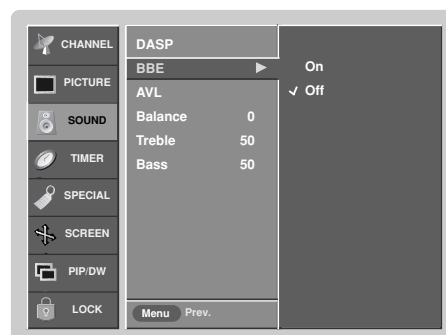 CHANNEL
PICTURE
SOUND
TIMER
SPECIAL
SCREEN
PIP/DW
LOCK
DASP
BBE
AVL
Balance 0
Treble 50
Bass 50
Menu Prev.
On
Off